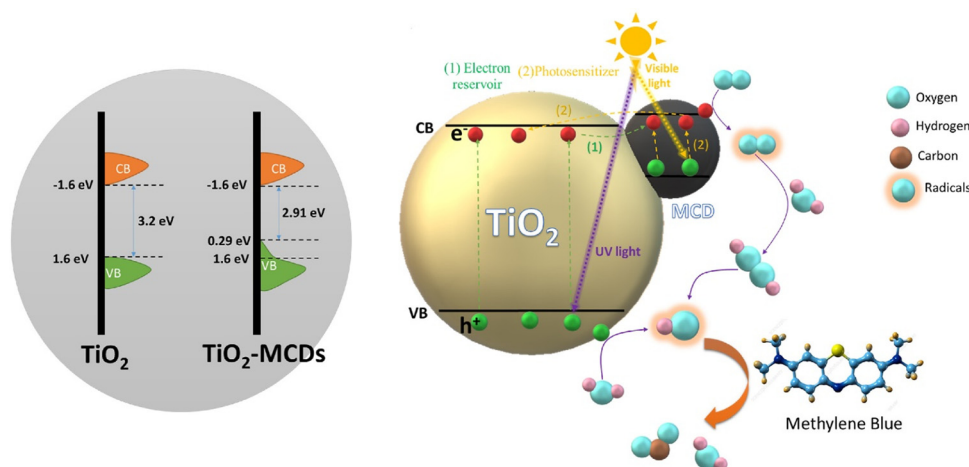 CB
-1.6 eV
3.2 eV
1.6 eV
VB
TiO2
CB
-1.6 eV
2.91 eV
0.29 eV
1.6 eV
VB
TiO2-MCDs
(1) Electron
reservoir
(2)Photosensitizer
Visible
light
CB
e-
(2)
(1)
(2)
MCD
TiO2
UV light
VB
h+
Oxygen
Hydrogen
Carbon
Radicals
Methylene Blue